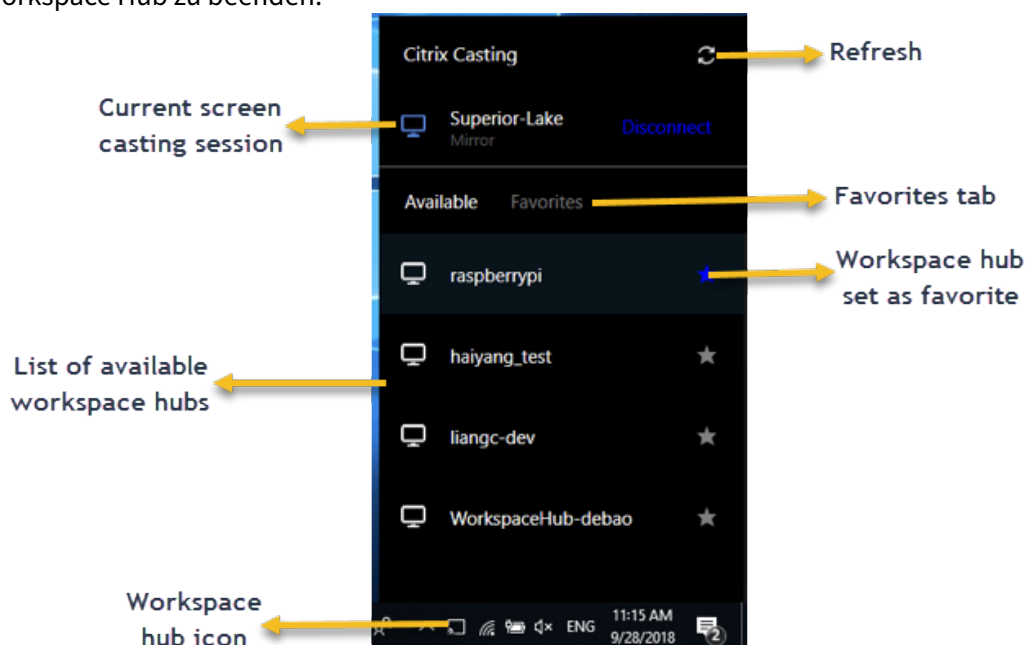 orkspace Hub zu beenden.
Citrix Casting
Refresh
Current screen
casting session
Superior-Lake
Mirror
Disconnect
Available Favorites
Favorites tab
raspberrypi
Workspace hub
set as favorite
haiyang_test
List of available
workspace hubs
liangc-dev
WorkspaceHub-debao
Workspace
hub icon
ENG
11:15 AM
9/28/2018
2